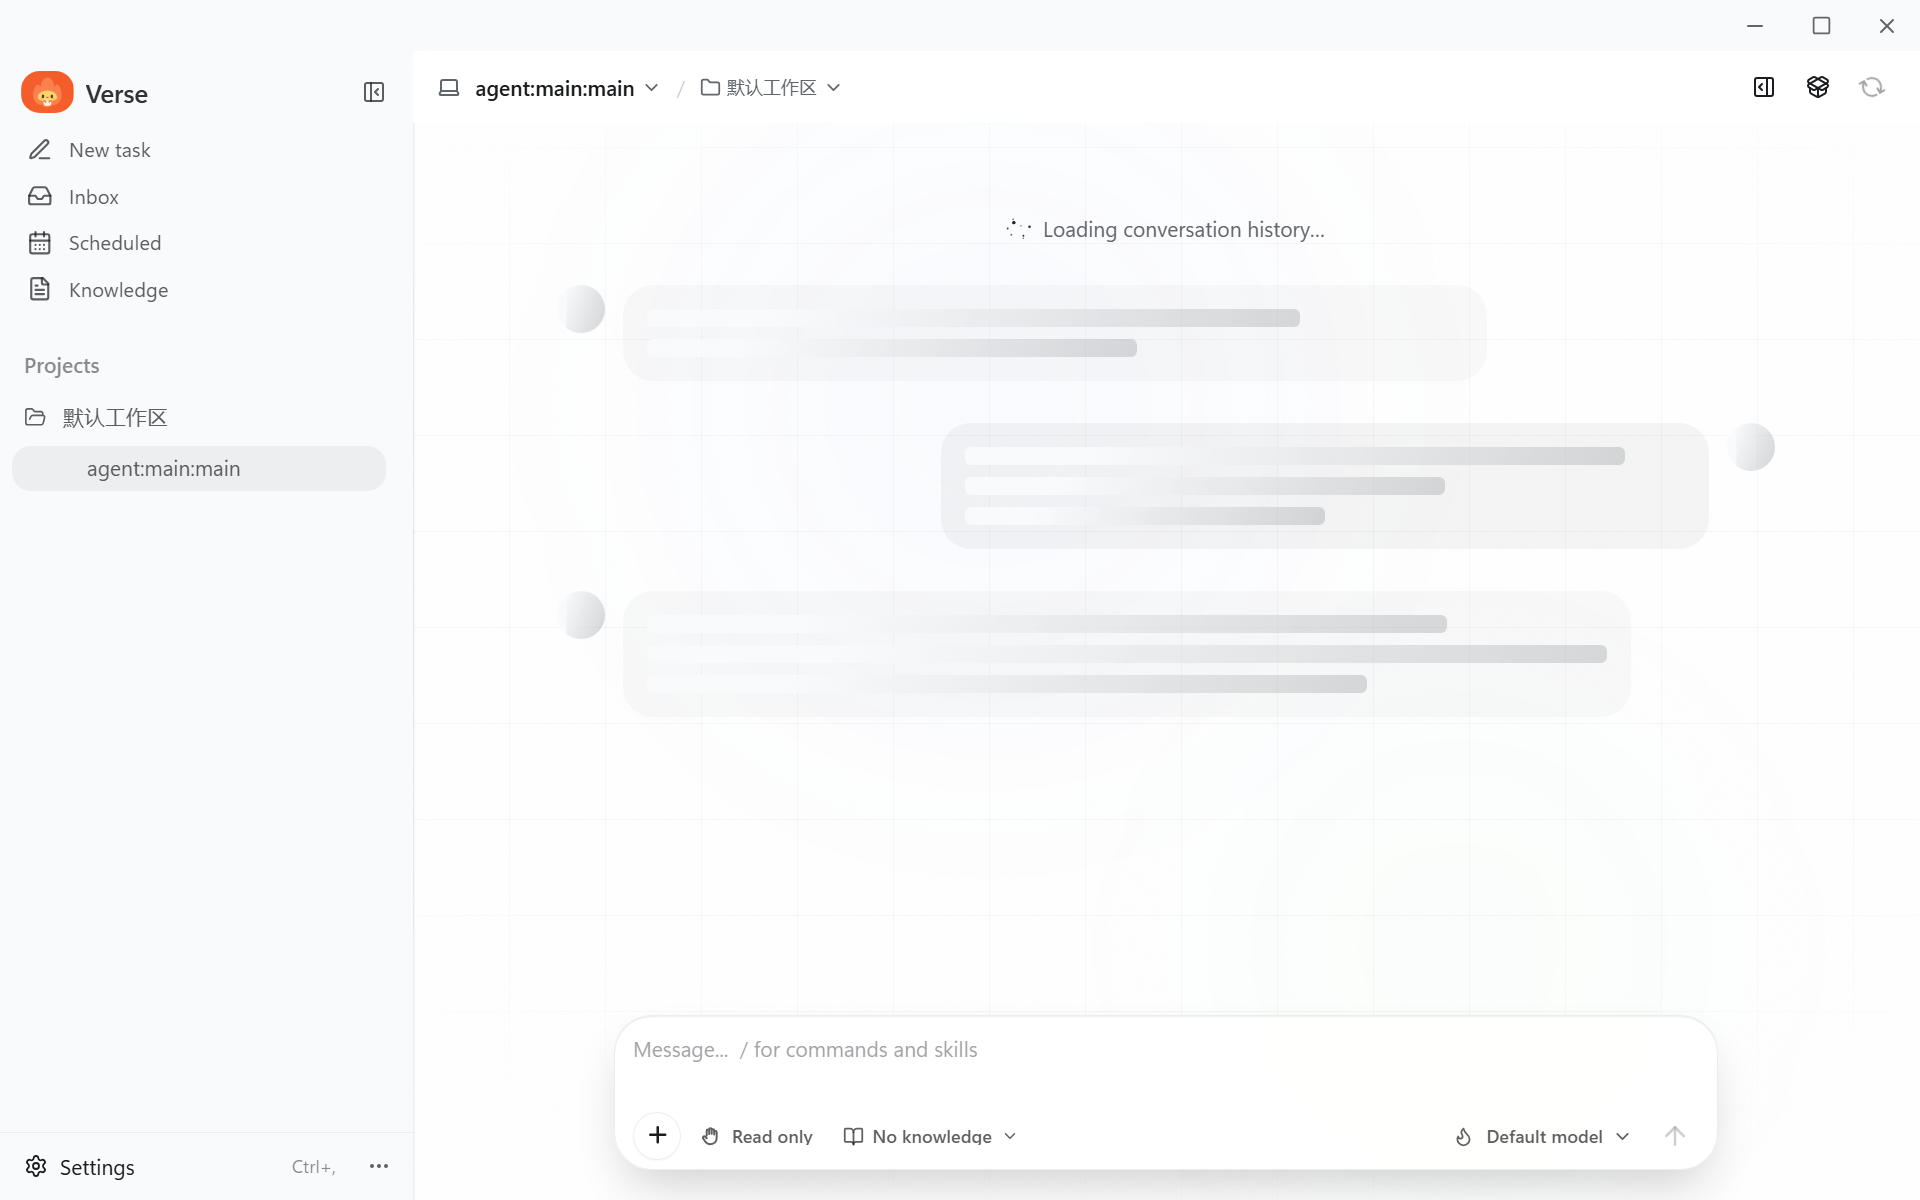 Verse
New task
Inbox
Scheduled
Knowledge
Projects
默认工作区
agent:main:main
Settings
Ctrl+,
agent:main:main / 默认工作区
Loading conversation history...
Message... / for commands and skills
Read only
No knowledge
Default model